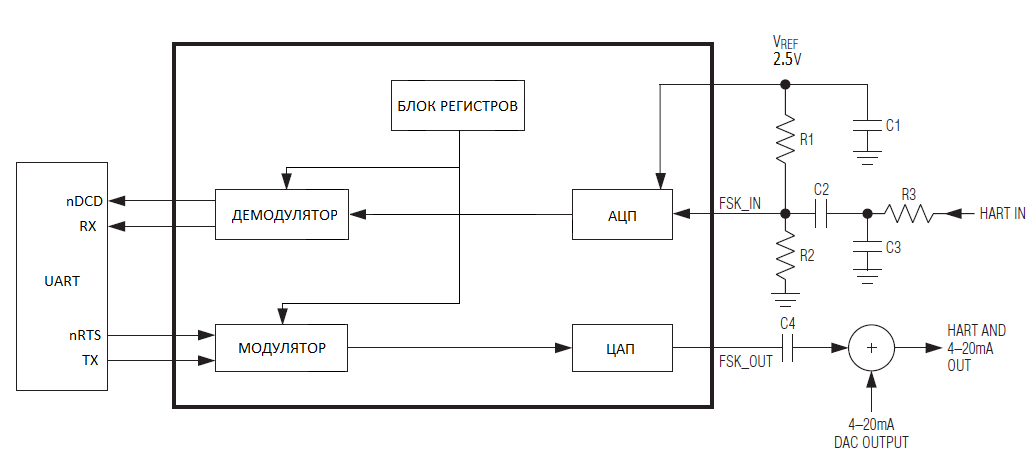 VREF
2.5V
БЛОК РЕГИСТРОВ
R1
C1
nDCD
RX
UART
nRTS
TX
ДЕМОДУЛЯТОР
АЦП
FSK_IN
C2
R3
HART IN
R2
C3
МОДУЛЯТОР
ЦАП
FSK_OUT
C4
+
HART AND
4–20mA
OUT
4–20mA
DAC OUTPUT